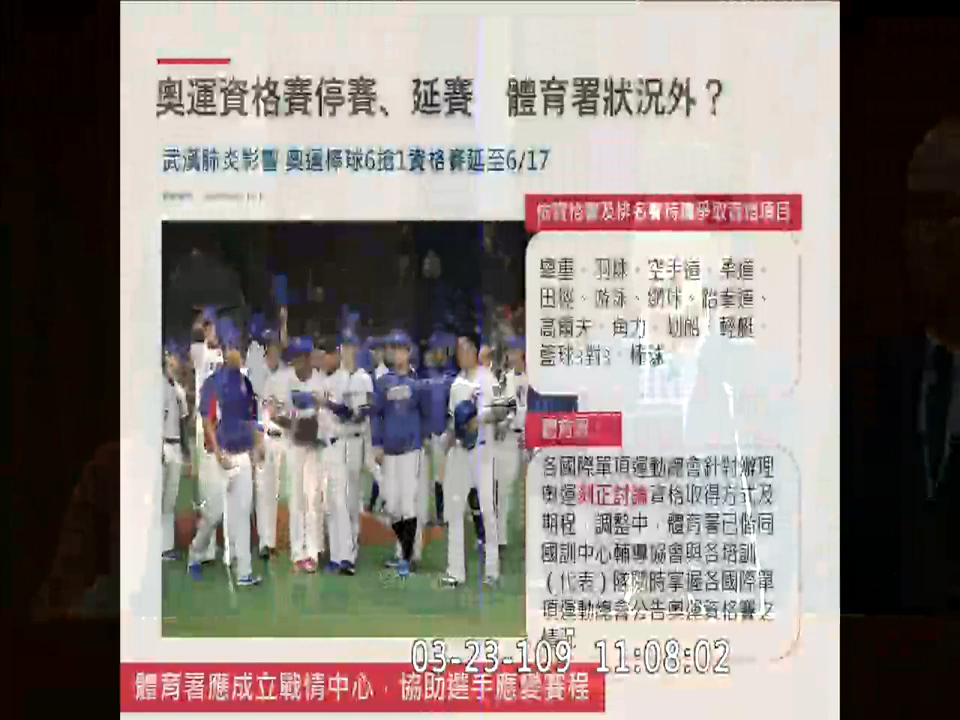 奧運資格賽停賽、延賽 體育署狀況外？
武漢肺炎影響 奧運棒球6搶1資格賽延至6/17
依資格賽及排名賽待續爭取資格項目
舉重、羽球、空手道、柔道、
田徑、游泳、網球、跆拳道、
高爾夫、角力、划船、輕艇、
籃球3對3、棒球
體育署
各國際單項運動總會針對辦理
奧運刻正討論資格取得方式及
期程，調整中，體育署已偕同
國訓中心輔導協會與各培訓
（代表）隊隨時掌握各國際單
項運動總會公告奧運資格賽之
情況
03-23-109 11:08:02
體育署應成立戰情中心，協助選手應變賽程